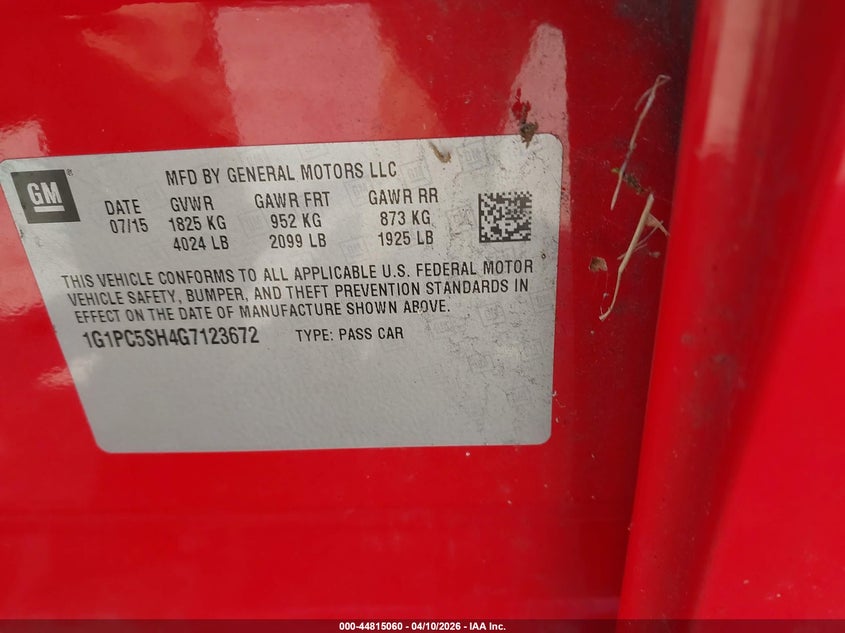 MFD BY GENERAL MOTORS LLC
GM
DATE GVWR GAWR FRT GAWR RR
07/15 1825 KG 952 KG 873 KG
4024 LB 2099 LB 1925 LB
THIS VEHICLE CONFORMS TO ALL APPLICABLE U.S. FEDERAL MOTOR
VEHICLE SAFETY, BUMPER, AND THEFT PREVENTION STANDARDS IN
EFFECT ON THE DATE OF MANUFACTURE SHOWN ABOVE.
1G1PC5SH4G7123672 TYPE: PASS CAR
000-44815060 - 04/10/2026 - IAA Inc.